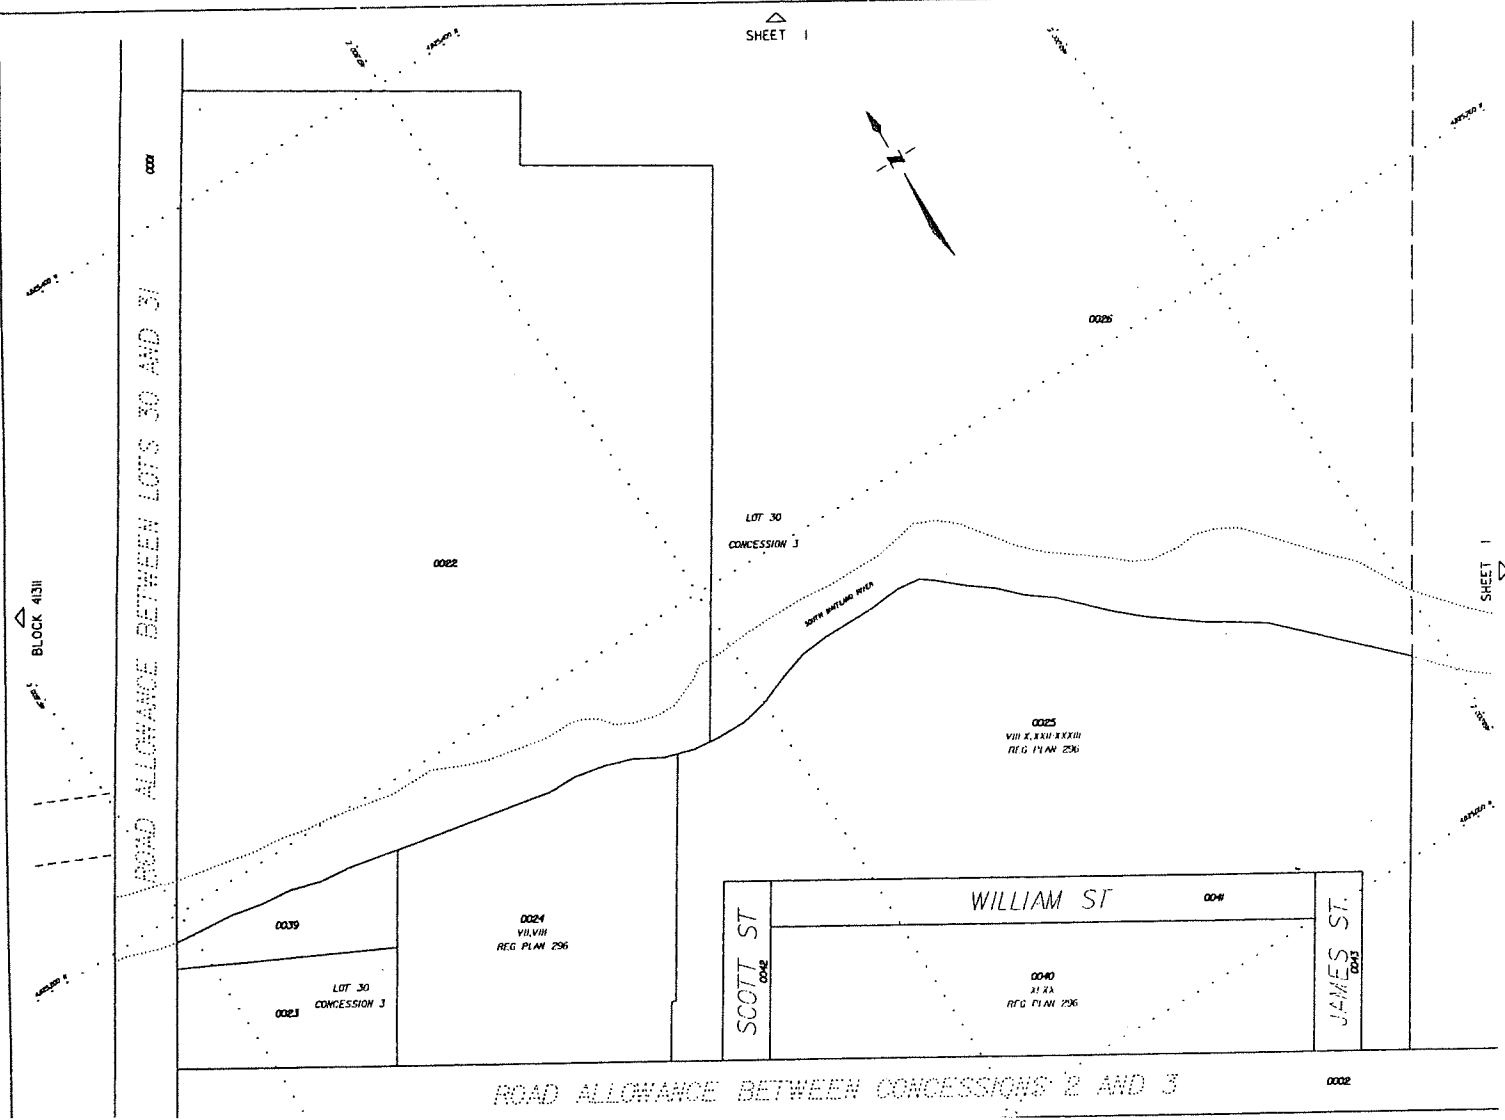 SHEET 1
0001
0026
ROAD ALLOWANCE BETWEEN LOTS 30 AND 31
LOT 30
CONCESSION 3
0022
SHEET 1
BLOCK 41311
SOUTH MAITLAND RIVER
0025
REG PLAN 296
0039
0024
VII,VIII
REG PLAN 296
WILLIAM ST
0041
SCOTT ST
0042
JAMES ST.
0043
0040
REG PLAN 296
LOT 30
CONCESSION 3
0023
ROAD ALLOWANCE BETWEEN CONCESSIONS 2 AND 3
0002
N